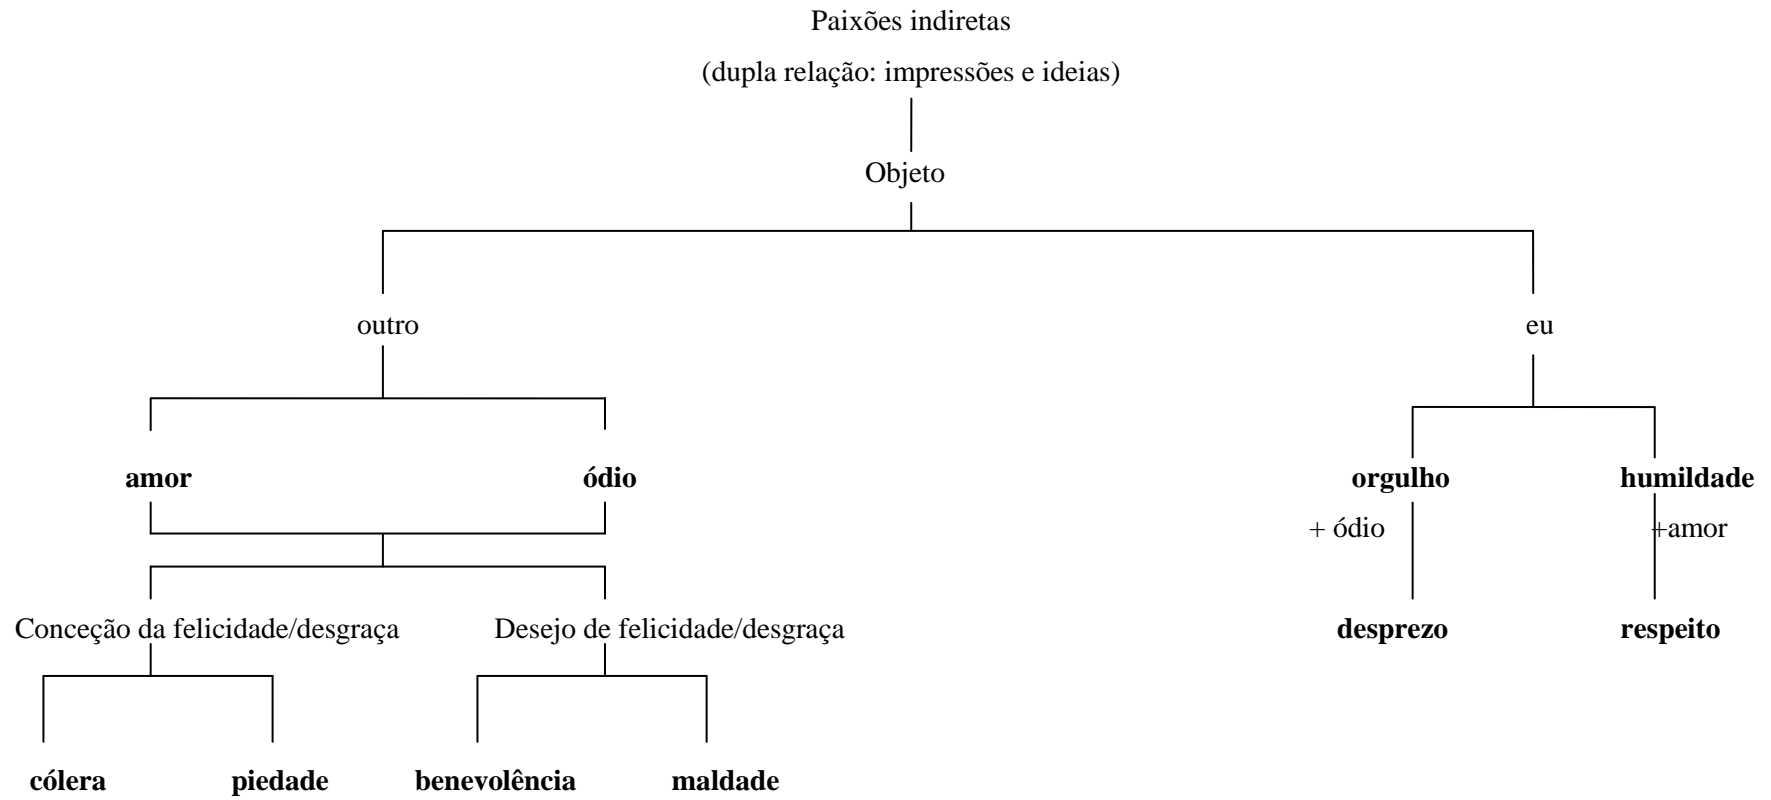 Paixões indiretas
(dupla relação: impressões e ideias)
Objeto
outro eu
amor ódio orgulho humildade
+ ódio +amor
Conceção da felicidade/desgraça Desejo de felicidade/desgraça desprezo respeito
cólera piedade benevolência maldade